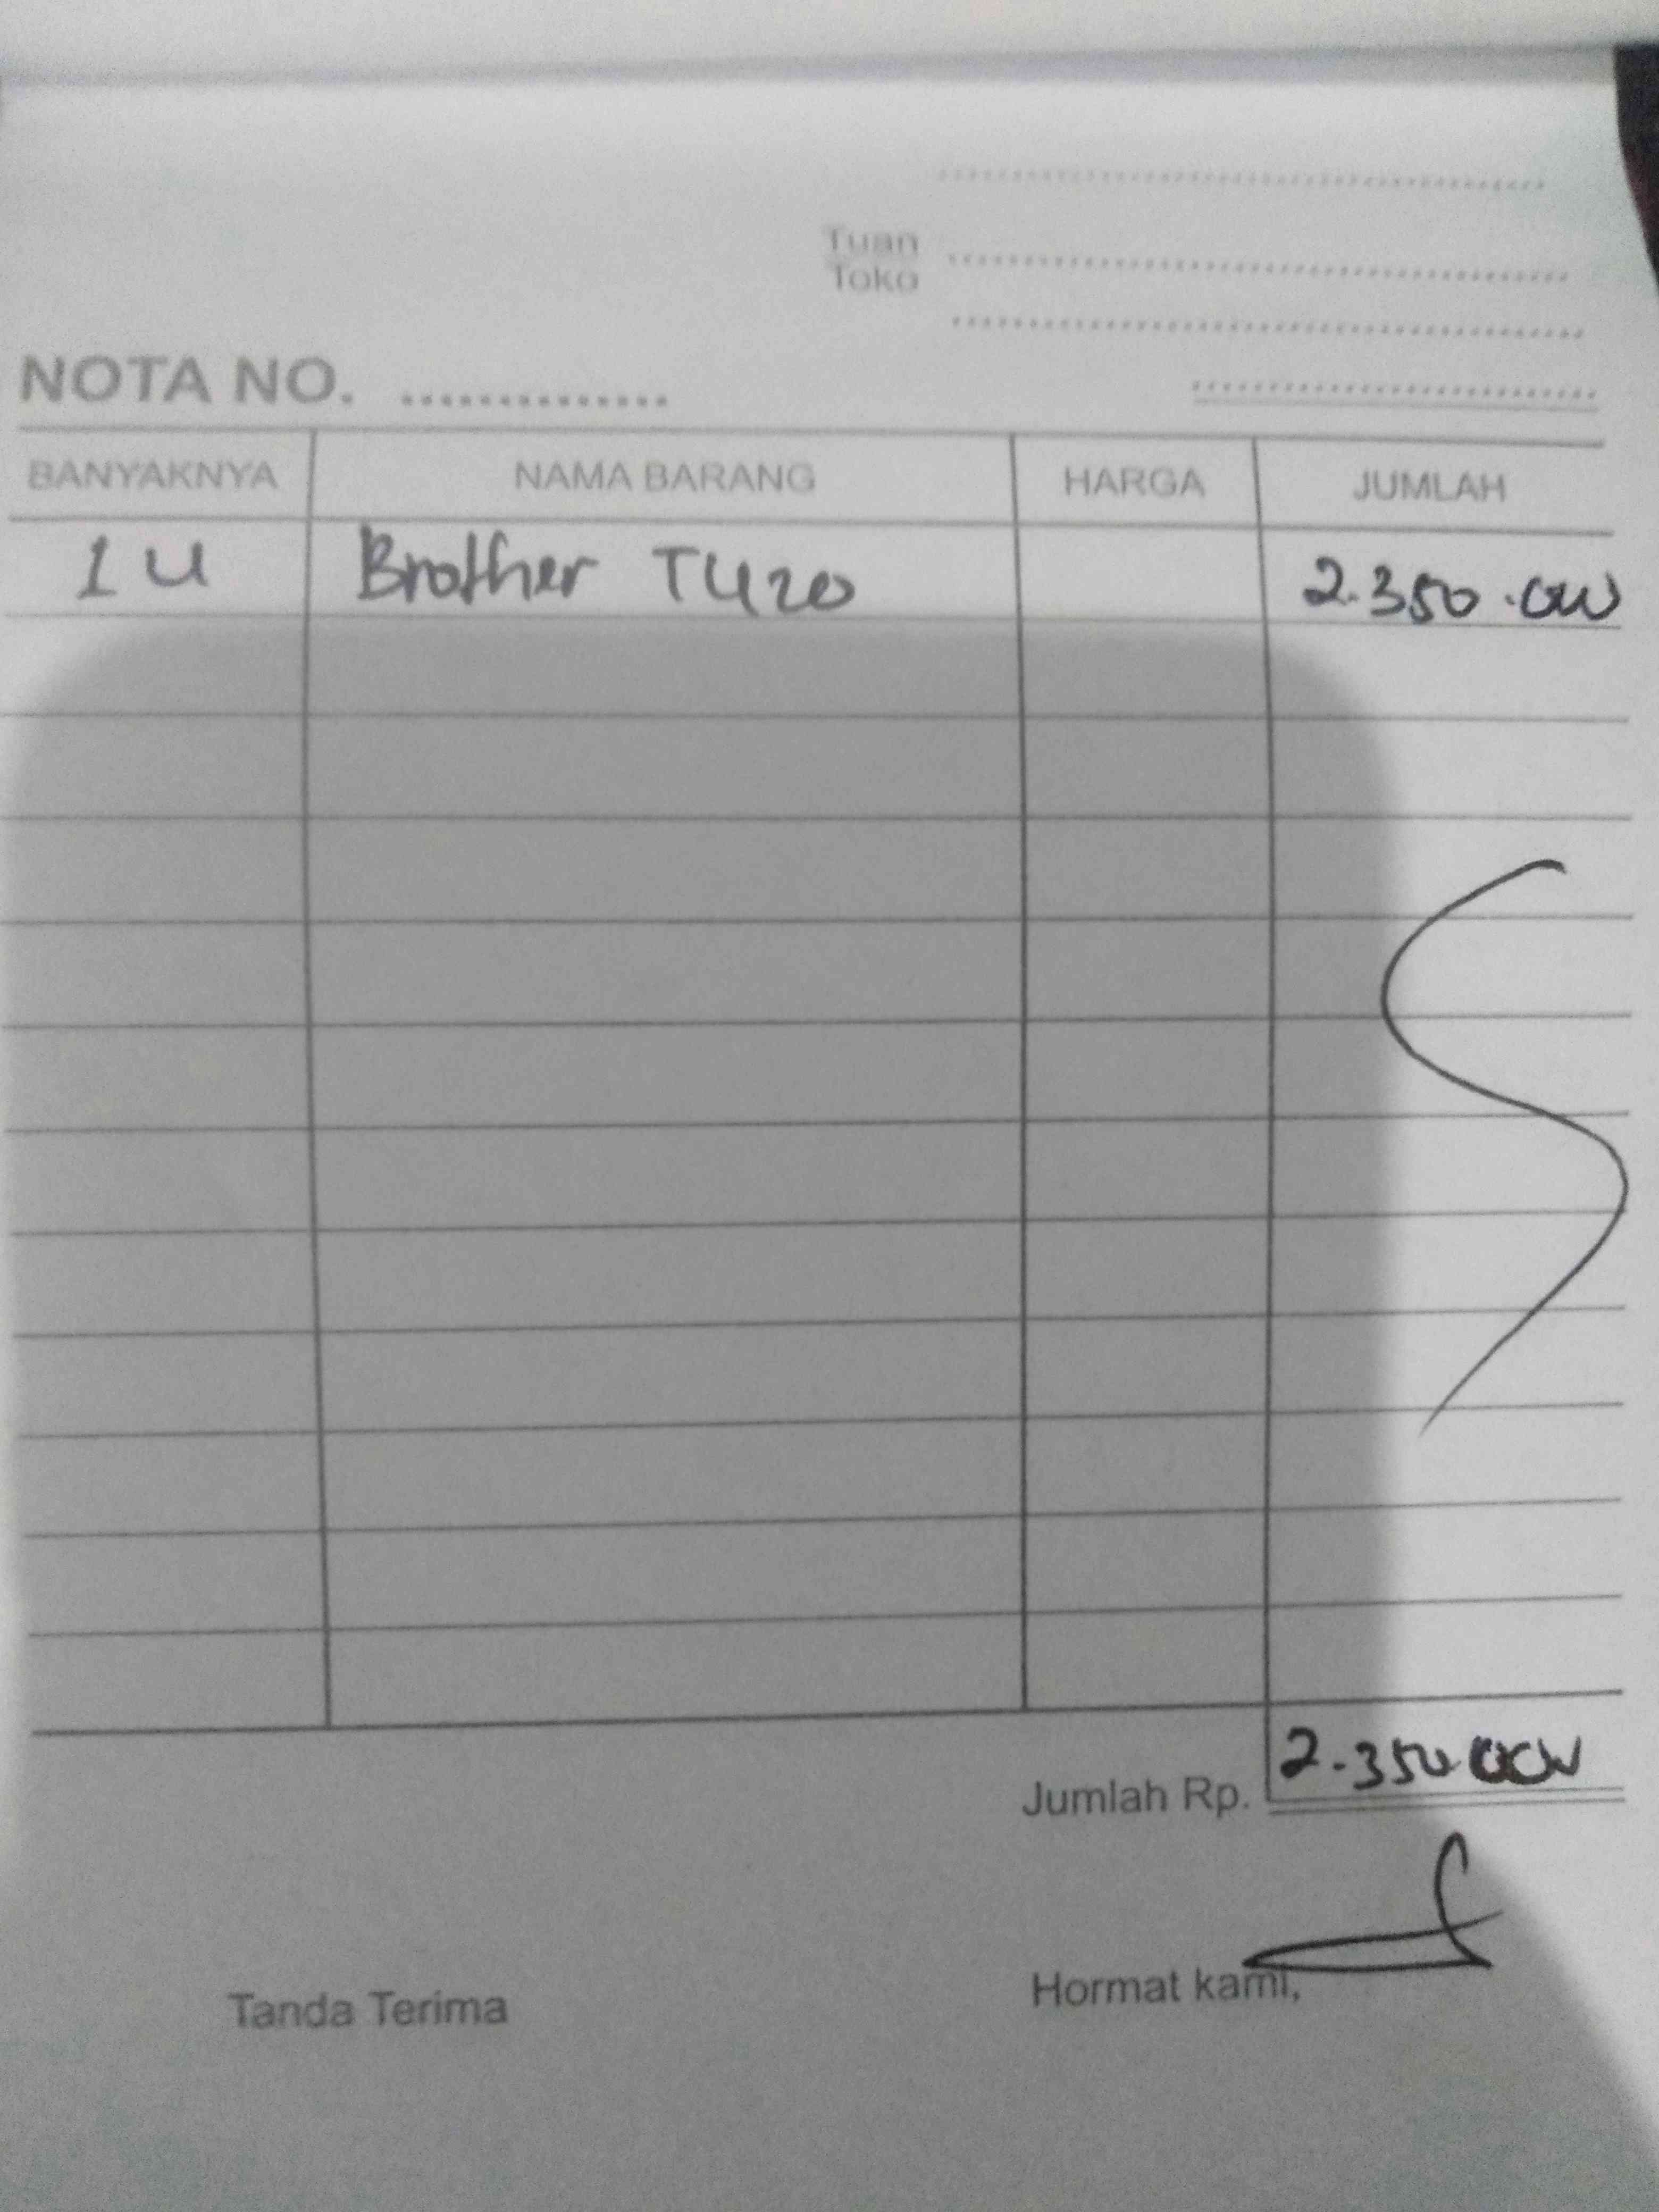 Tuan
Toko
NOTA NO. ..............
BANYAKNYA NAMA BARANG HARGA JUMLAH
1 U Brother T420 2.350.000
Jumlah Rp. 2.350.000
Tanda Terima Hormat kami,